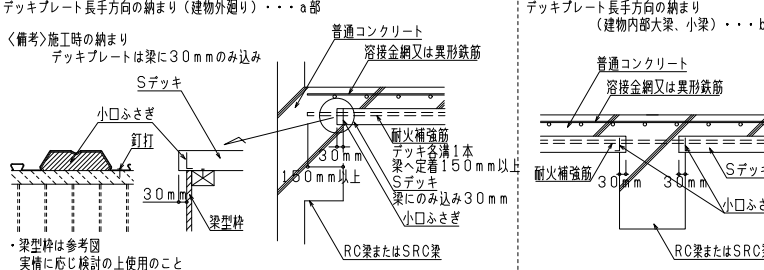 デッキプレート長手方向の納まり(建物外廻り)・・・a部
〈備考〉施工時の納まり
デッキプレートは梁に30mmのみ込み
Sデッキ
小口ふさぎ
釘打
30mm
梁型枠
・梁型枠は参考図
実情に応じ検討の上使用のこと
普通コンクリート
溶接金網又は異形鉄筋
30mm
150mm以上
耐火補強筋
デッキ各溝1本
梁へ定着150mm以上
Sデッキ
梁にのみ込み30mm
小口ふさぎ
RC梁またはSRC梁
デッキプレート長手方向の納まり
(建物内部大梁、小梁)・・・b
普通コンクリート
溶接金網又は異形鉄筋
耐火補強筋
30mm
30mm
Sデッキ
小口ふさ
RC梁またはSRC梁